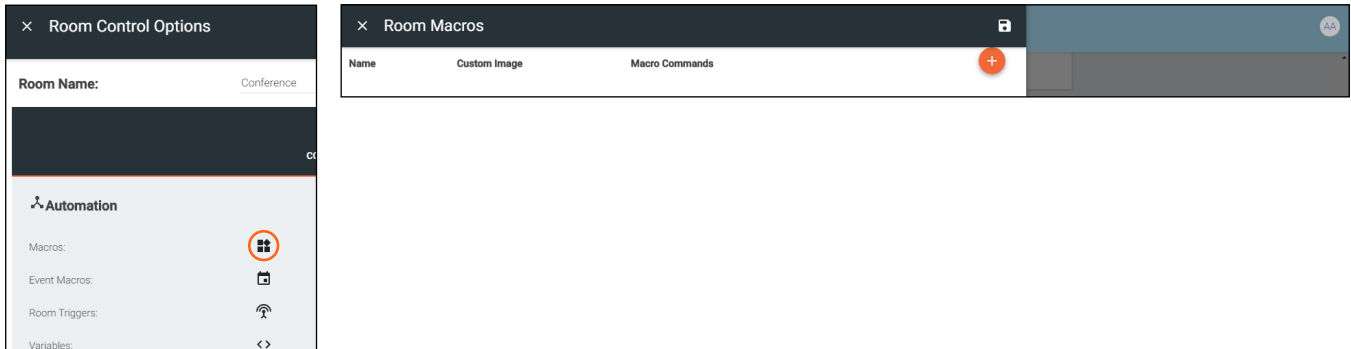 × Room Control Options
Room Name: Conference
CO
Automation
Macros:
Event Macros:
Room Triggers:
Variables:
× Room Macros
AA
Name Custom Image Macro Commands